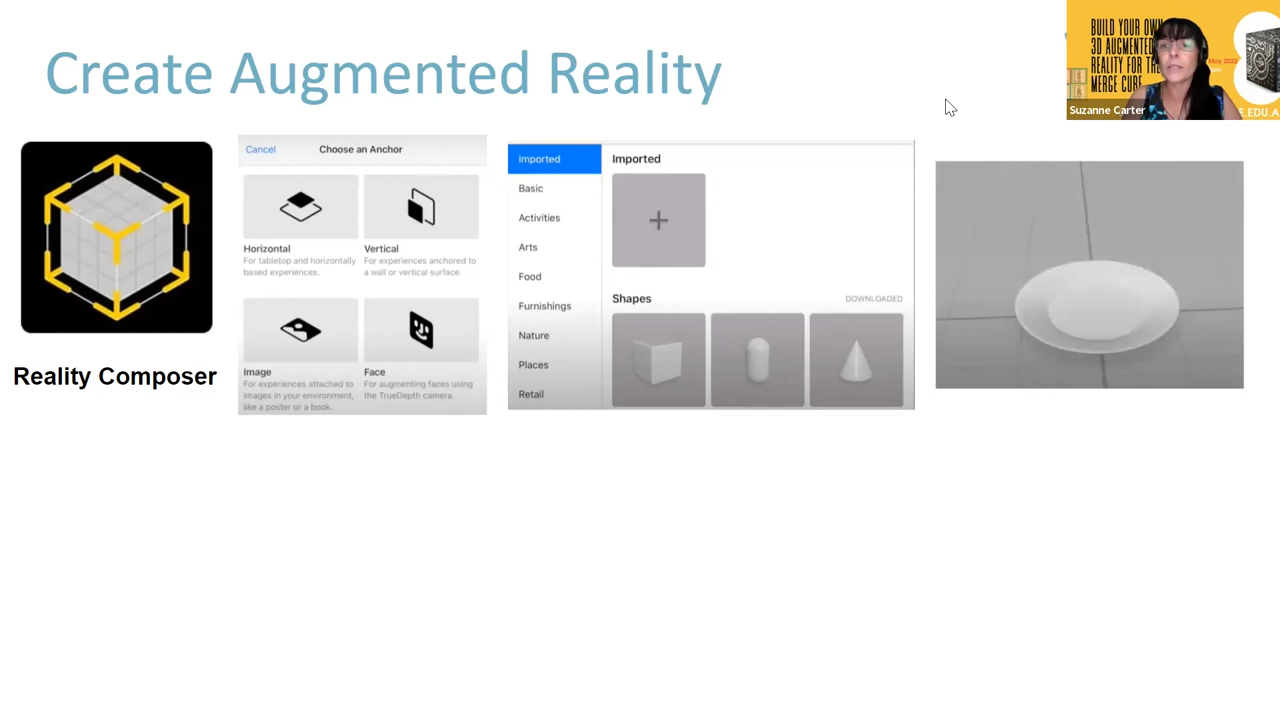 Create Augmented Reality
BUILD YOUR OWN
3D AUGMENTED
REALITY FOR THE
MERGE CUBE
May 2022
Suzanne Carter
E.EDU.A
Reality Composer
Cancel
Choose an Anchor
Horizontal
For tabletop and horizontally
based experiences.
Vertical
For experiences anchored to
a wall or vertical surface.
Image
For experiences attached to
images in your environment,
like a poster or a book.
Face
For augmenting faces using
the TrueDepth camera.
Imported
Basic
Activities
Arts
Food
Furnishings
Nature
Places
Retail
Imported
Shapes
DOWNLOADED